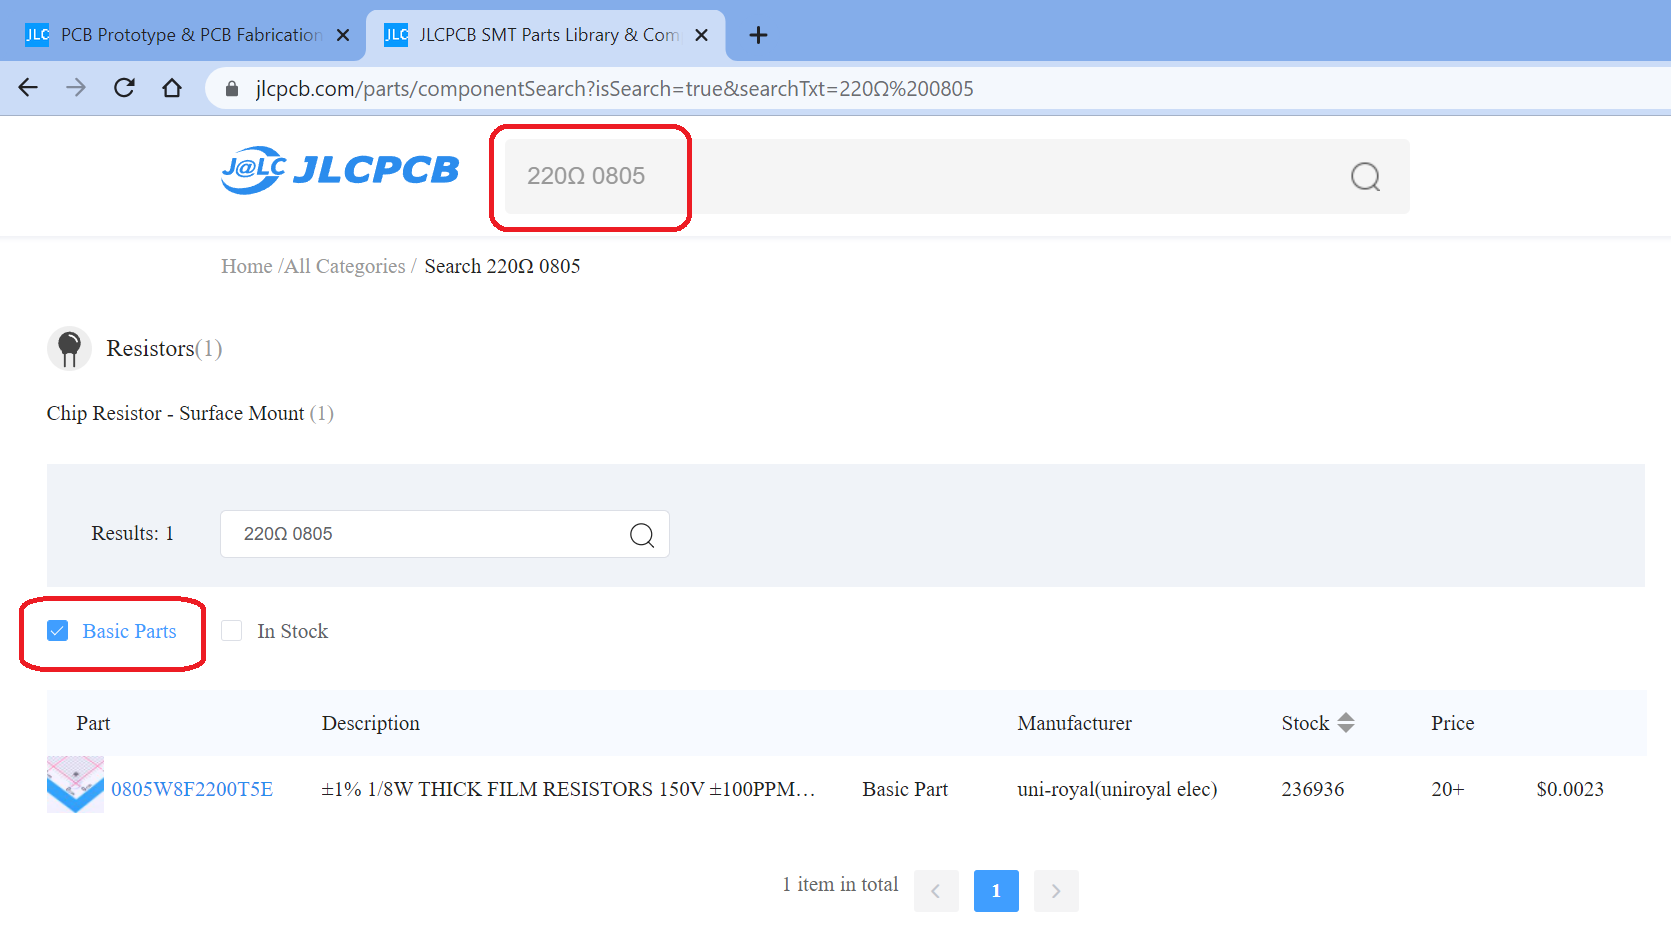 JLC PCB Prototype & PCB Fabrication
JLC JLCPCB SMT Parts Library & Com
jlcpcb.com/parts/componentSearch?isSearch=true&searchTxt=220Ω%200805
J@LC JLCPCB
220Ω 0805
Home /All Categories / Search 220Ω 0805
Resistors(1)
Chip Resistor - Surface Mount (1)
Results: 1
220Ω 0805
Basic Parts
In Stock
Part Description Manufacturer Stock Price
0805W8F2200T5E ±1% 1/8W THICK FILM RESISTORS 150V ±100PPM… Basic Part uni-royal(uniroyal elec) 236936 20+ $0.0023
1 item in total < 1 >